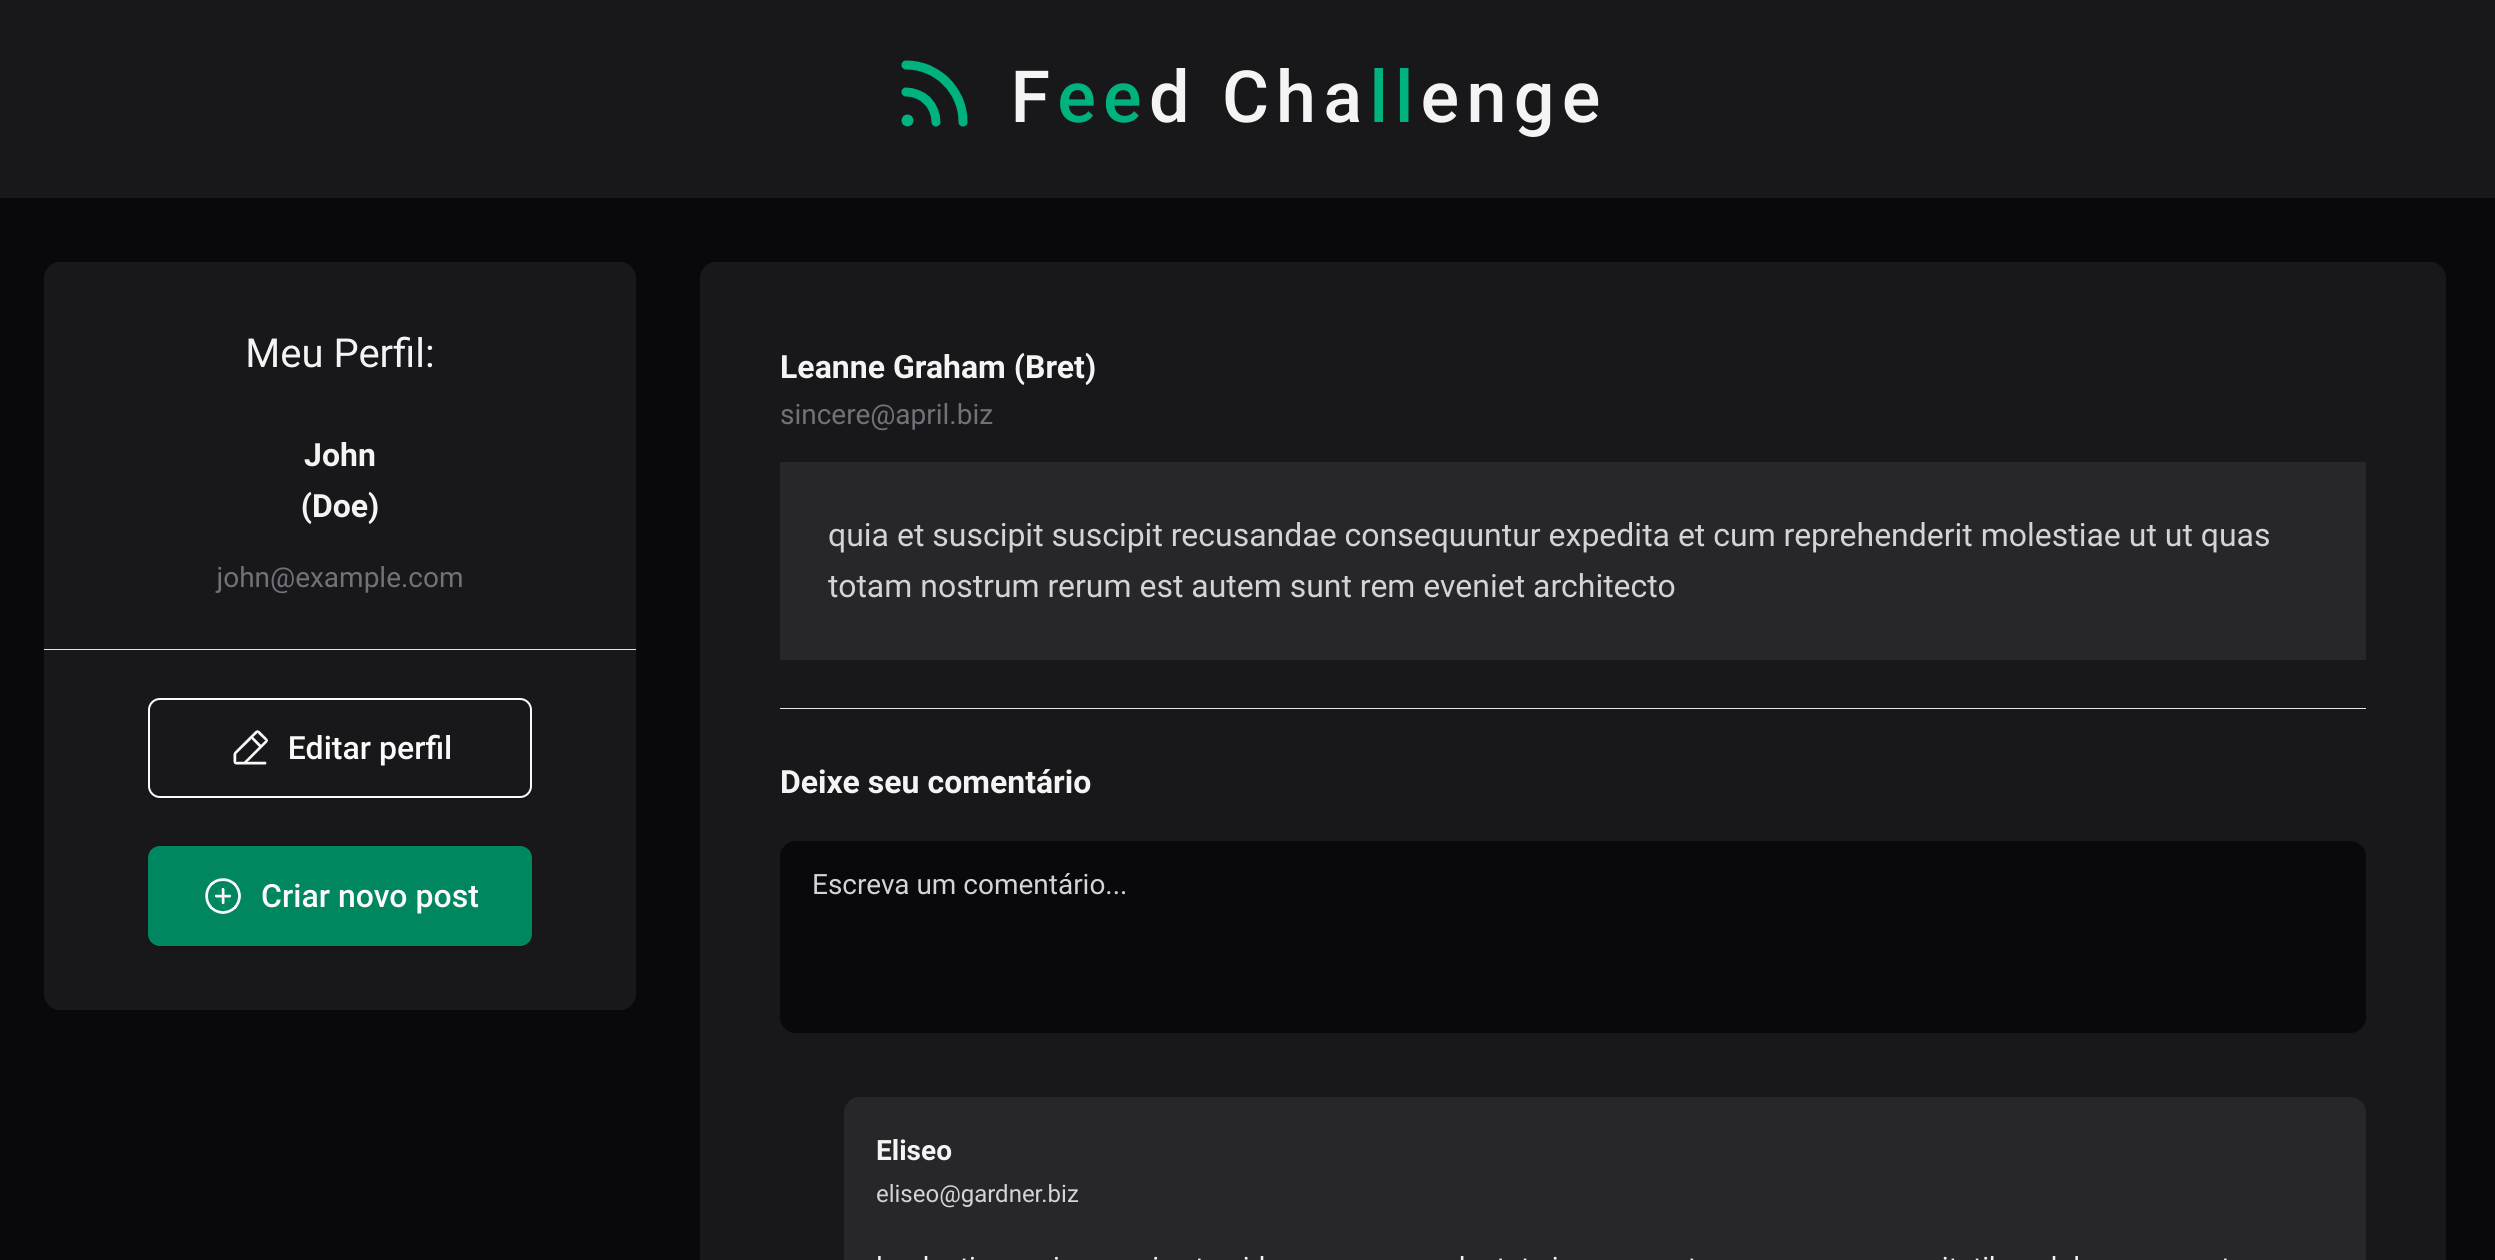 Feed Challenge
Meu Perfil:
John
(Doe)
john@example.com
Editar perfil
Criar novo post
Leanne Graham (Bret)
sincere@april.biz
quia et suscipit suscipit recusandae consequuntur expedita et cum reprehenderit molestiae ut ut quas
totam nostrum rerum est autem sunt rem eveniet architecto
Deixe seu comentário
Escreva um comentário...
Eliseo
eliseo@gardner.biz